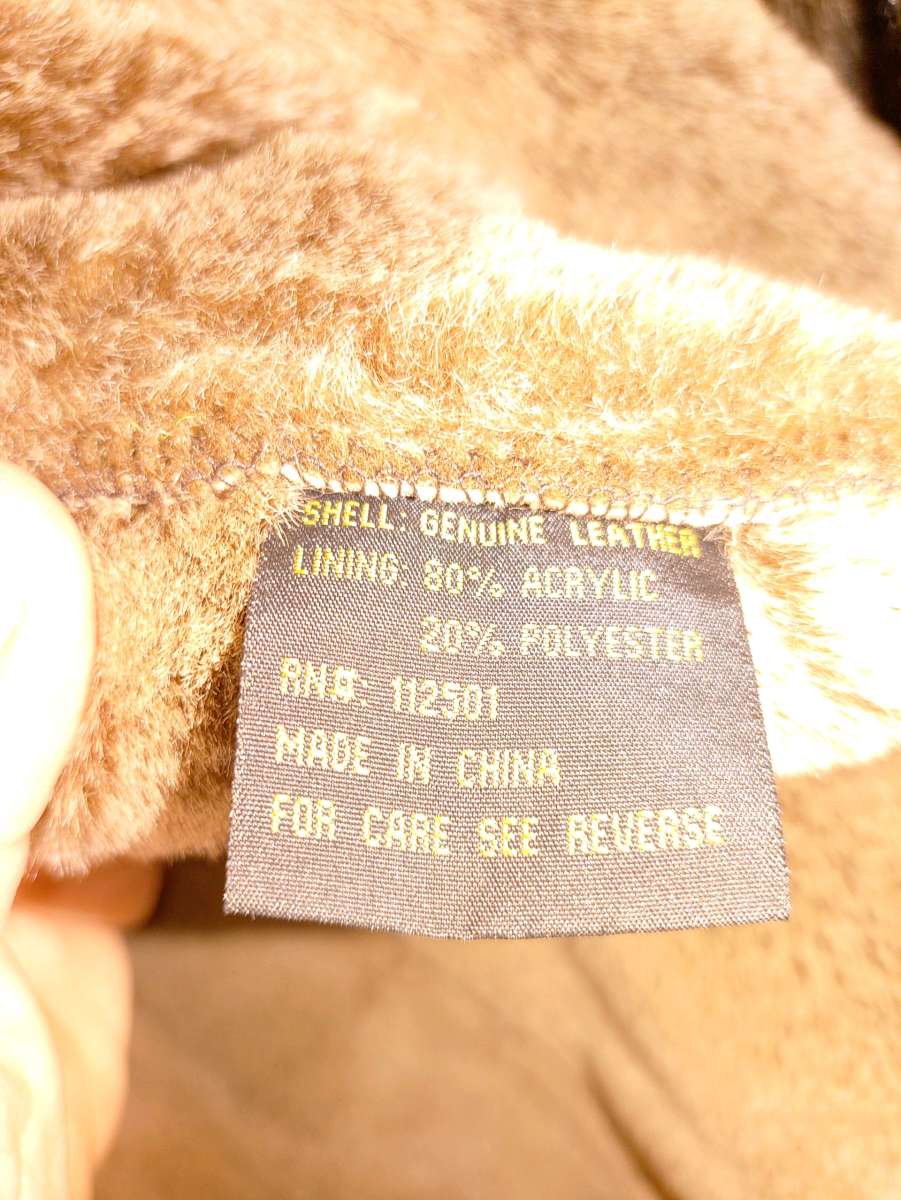 SHELL: GENUINE LEATHER
LINING: 80% ACRYLIC
20% POLYESTER
RN#: 112501
MADE IN CHINA
FOR CARE SEE REVERSE